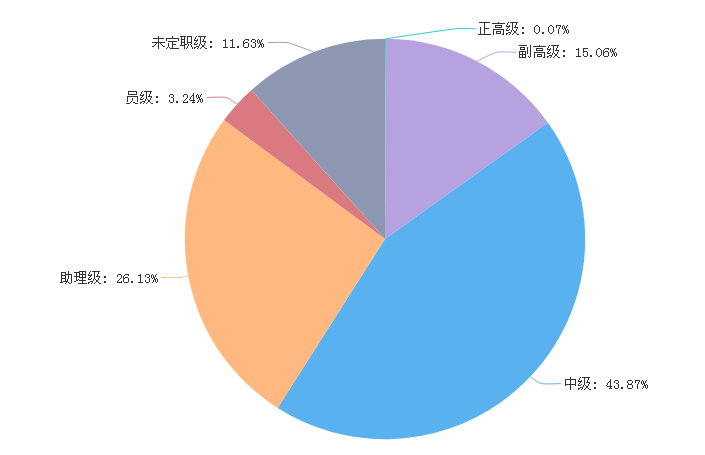 正高级: 0.07%
未定职级: 11.63%
副高级: 15.06%
员级: 3.24%
助理级: 26.13%
中级: 43.87%